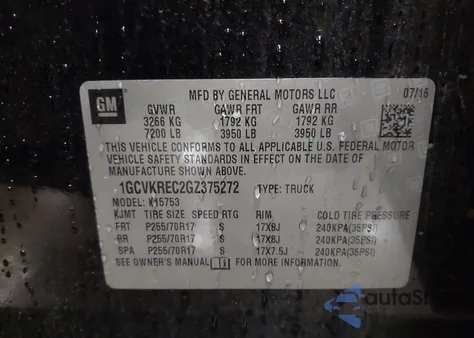 GM
MFD BY GENERAL MOTORS LLC 07/16
GVWR GAWR FRT GAWR RR
3266 KG 1792 KG 1792 KG
7200 LB 3950 LB 3950 LB
THIS VEHICLE CONFORMS TO ALL APPLICABLE U.S. FEDERAL MOTOR
VEHICLE SAFETY STANDARDS IN EFFECT ON THE DATE OF
MANUFACTURE SHOWN ABOVE.
1GCVKREC2GZ375272 TYPE: TRUCK
MODEL: K15753
KJMT TIRE SIZE SPEED RTG RIM COLD TIRE PRESSURE
FRT P255/70R17 S 17X8J 240KPA(35PSI)
RR P255/70R17 S 17X8J 240KPA(35PSI)
SPA P255/70R17 S 17X7.5J 240KPA(35PSI)
SEE OWNER'S MANUAL FOR MORE INFORMATION